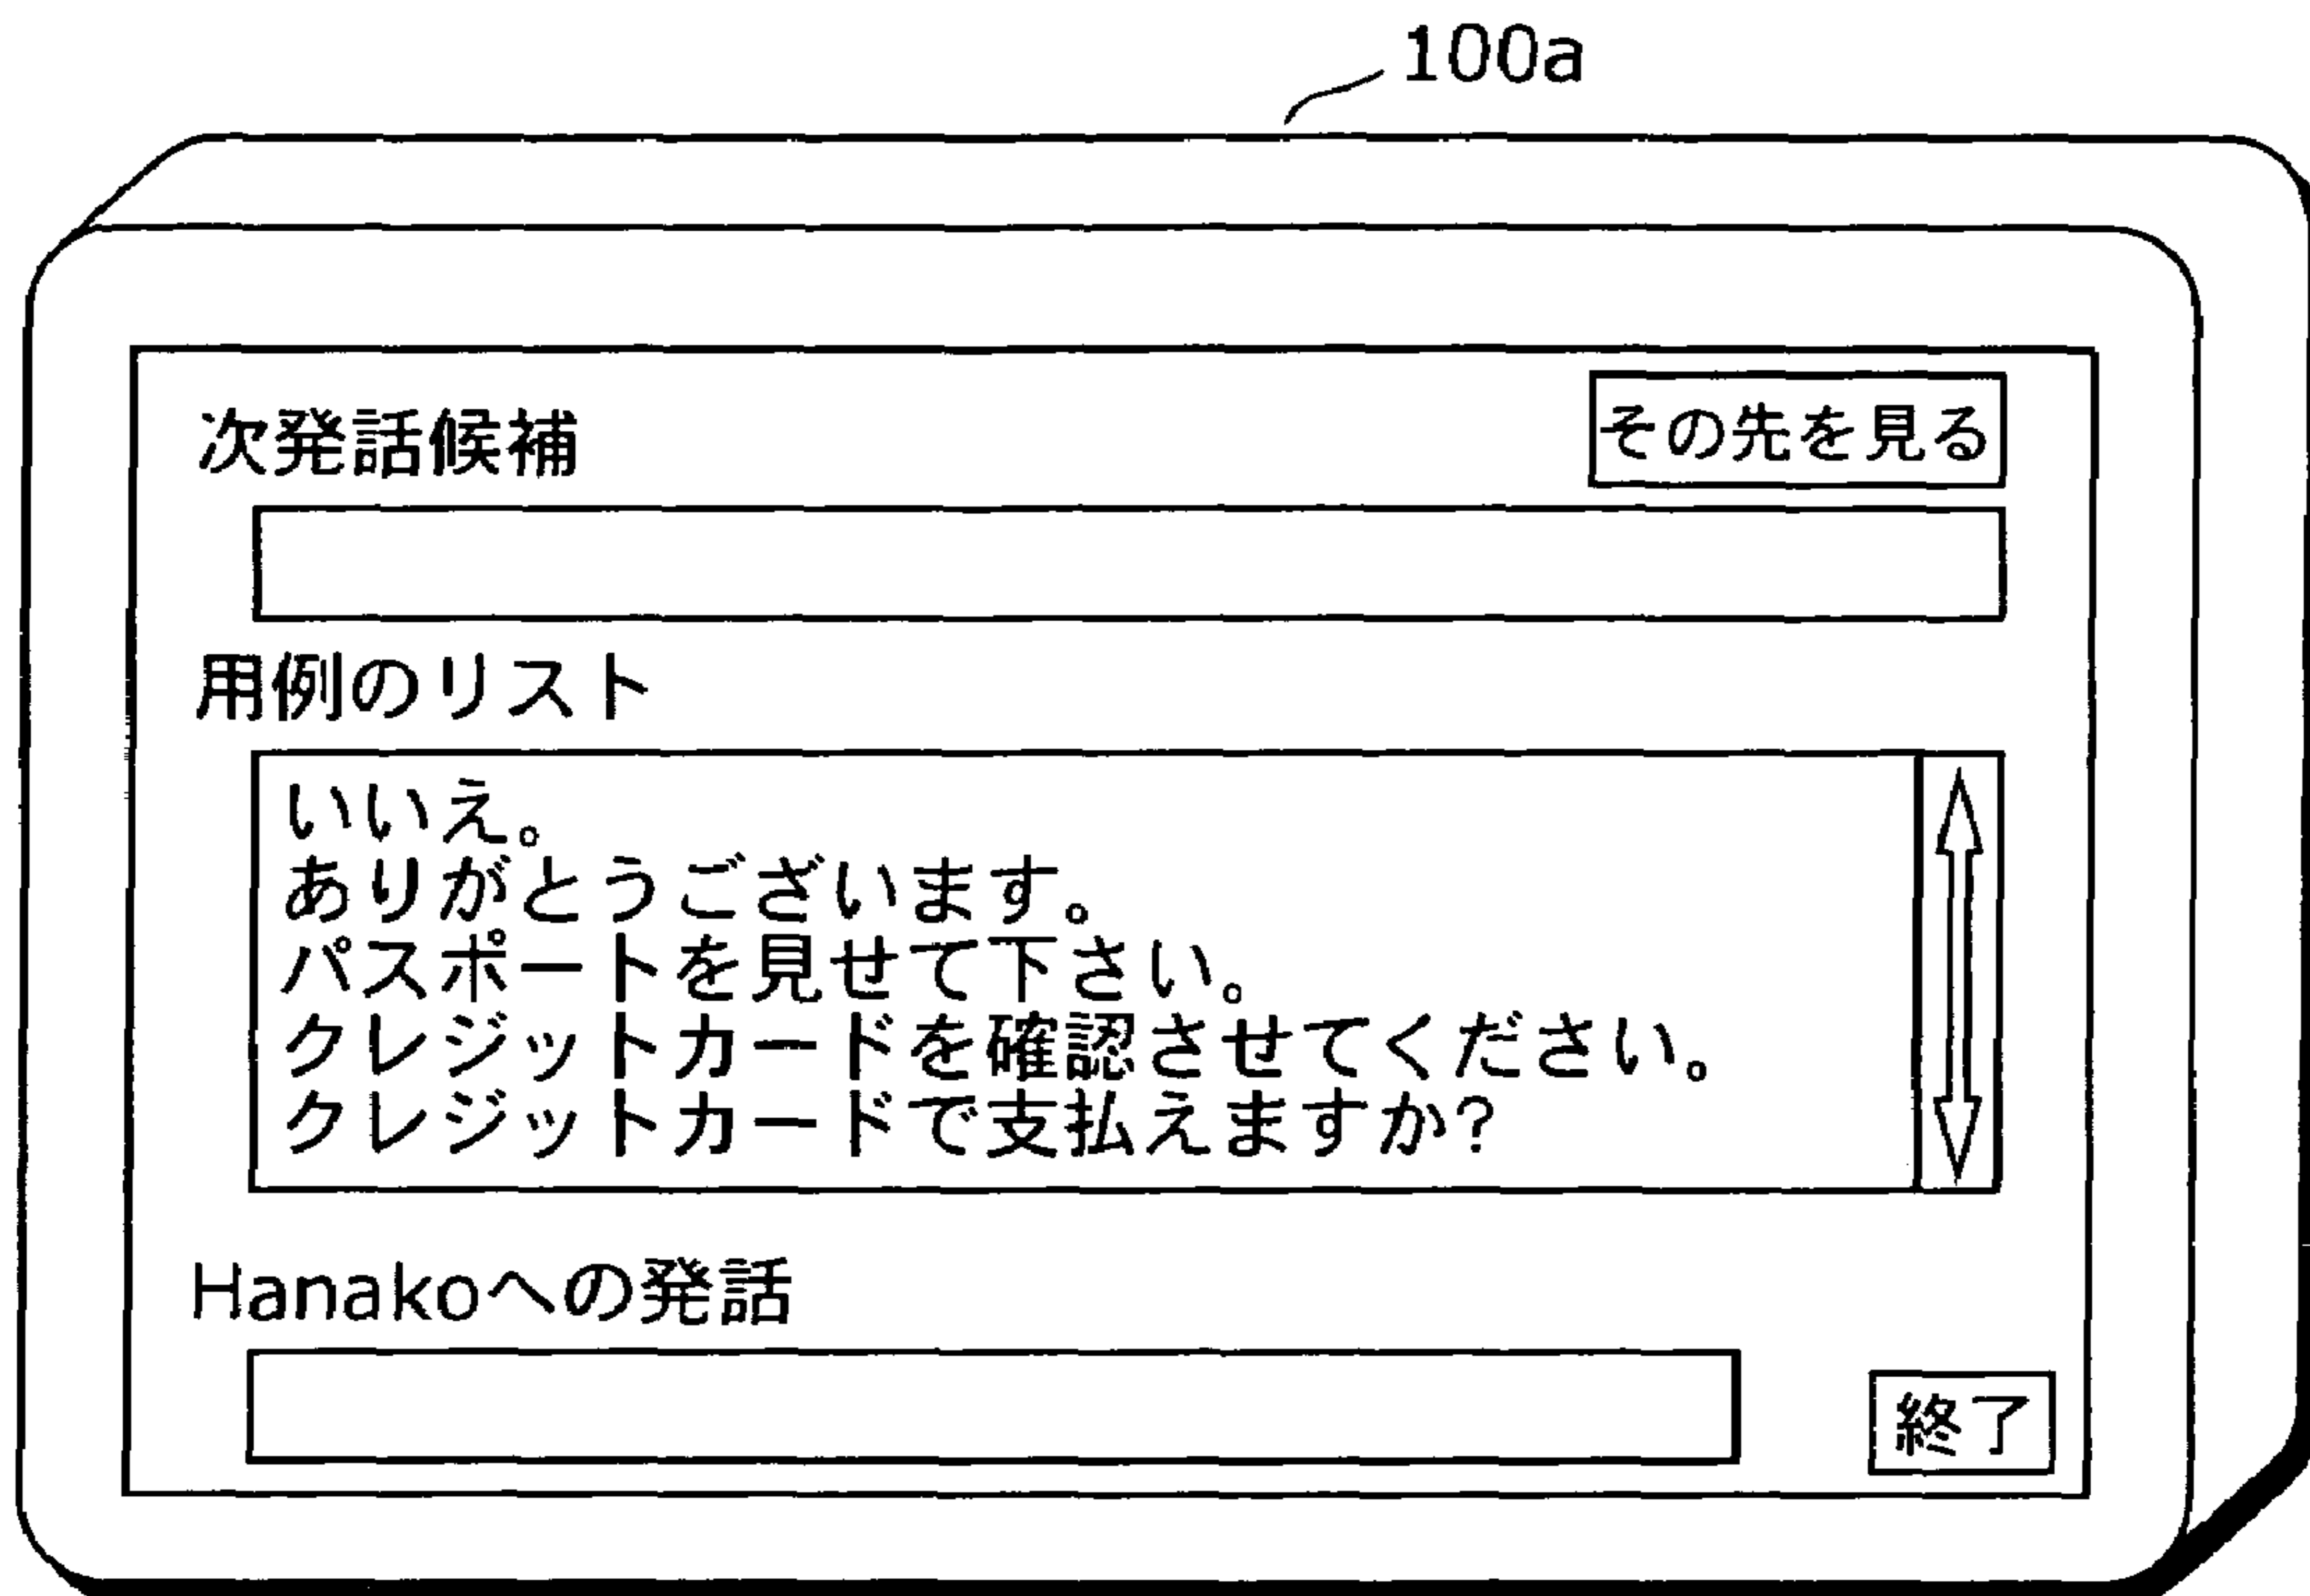 100a
次発話候補
その先を見る
用例のリスト
いいえ。
ありがとうございます。
パスポートを見せて下さい。
クレジットカードを確認させてください。
クレジットカードで支払えますか?
Hanakoへの発話
終了